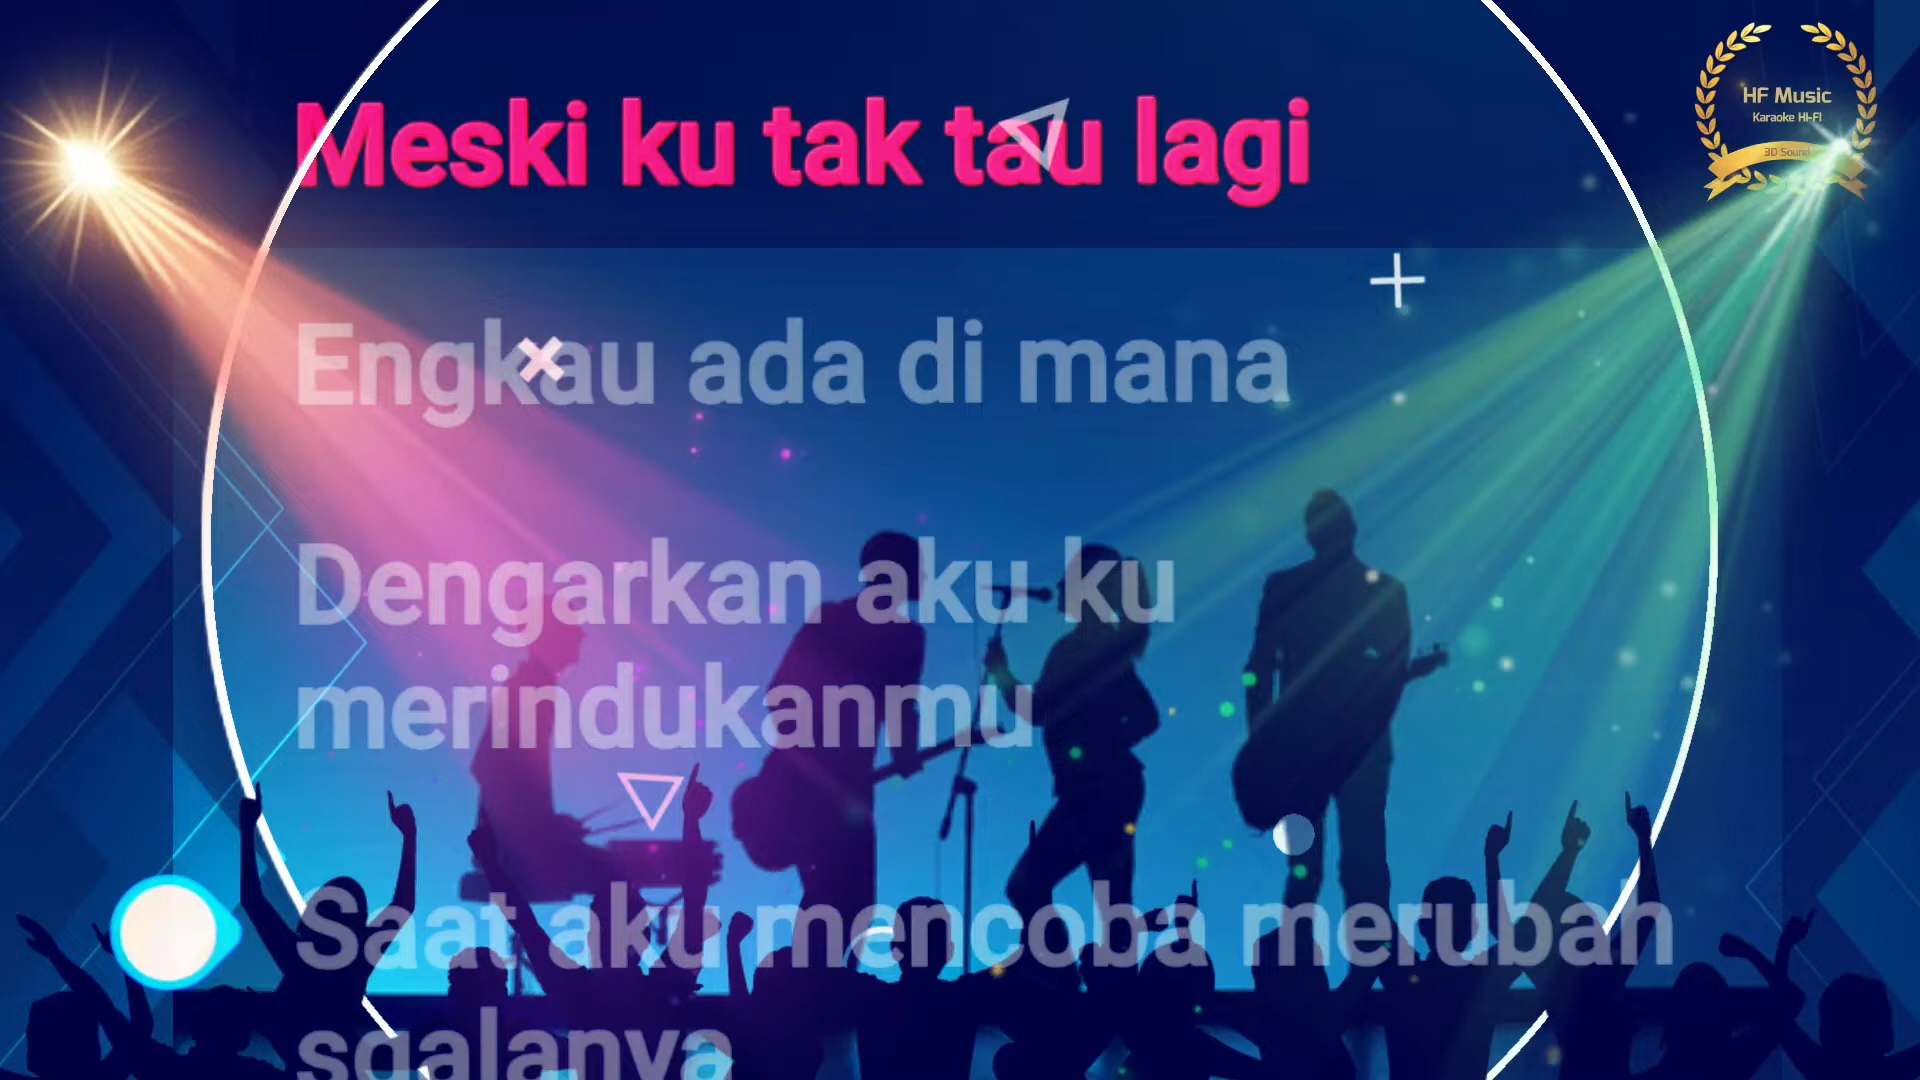 HF Music
Karaoke HI-FI
3D Sound
Meski ku tak tau lagi
Engkau ada di mana
Dengarkan aku ku
merindukanmu
Saat aku mencoba merubah
sgalanya